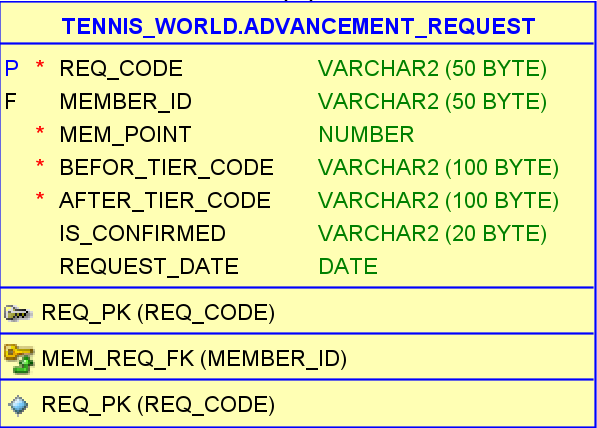 TENNIS_WORLD.ADVANCEMENT_REQUEST
P * REQ_CODE VARCHAR2 (50 BYTE)
F MEMBER_ID VARCHAR2 (50 BYTE)
* MEM_POINT NUMBER
* BEFOR_TIER_CODE VARCHAR2 (100 BYTE)
* AFTER_TIER_CODE VARCHAR2 (100 BYTE)
IS_CONFIRMED VARCHAR2 (20 BYTE)
REQUEST_DATE DATE
REQ_PK (REQ_CODE)
MEM_REQ_FK (MEMBER_ID)
REQ_PK (REQ_CODE)